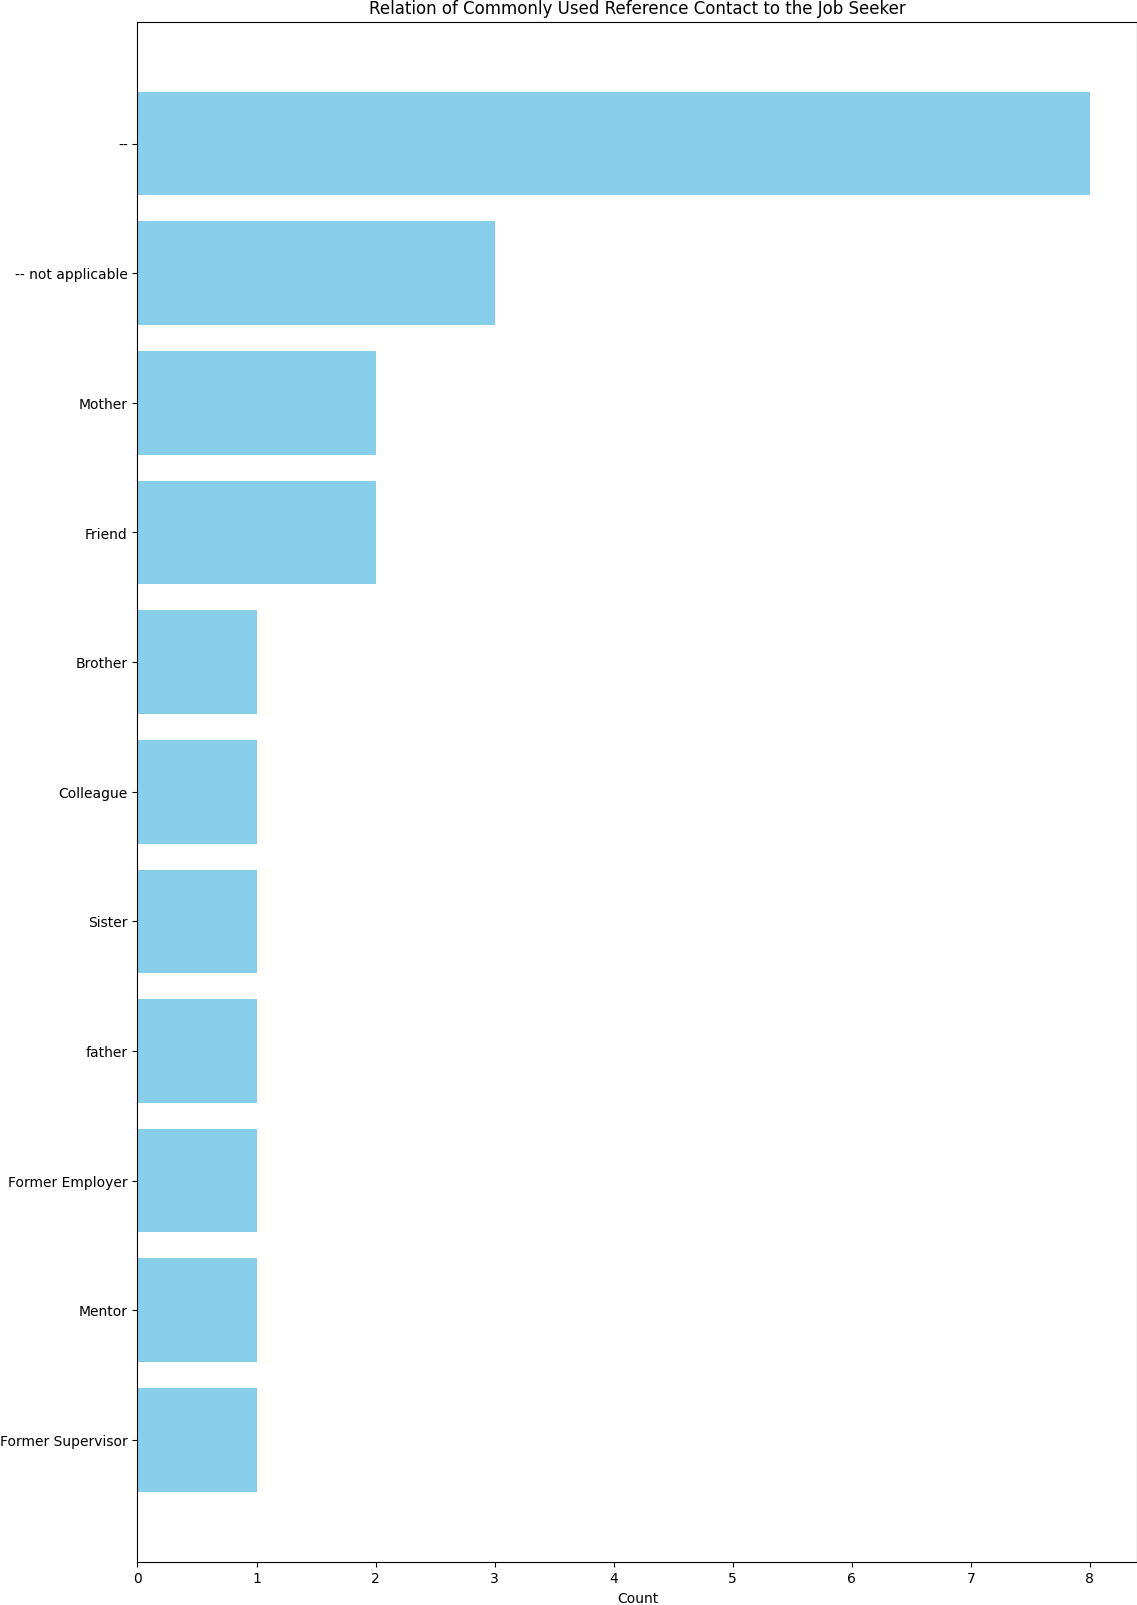 Relation of Commonly Used Reference Contact to the Job Seeker
--
-- not applicable
Mother
Friend
Brother
Colleague
Sister
father
Former Employer
Mentor
Former Supervisor
0 1 2 3 4 5 6 7 8
Count